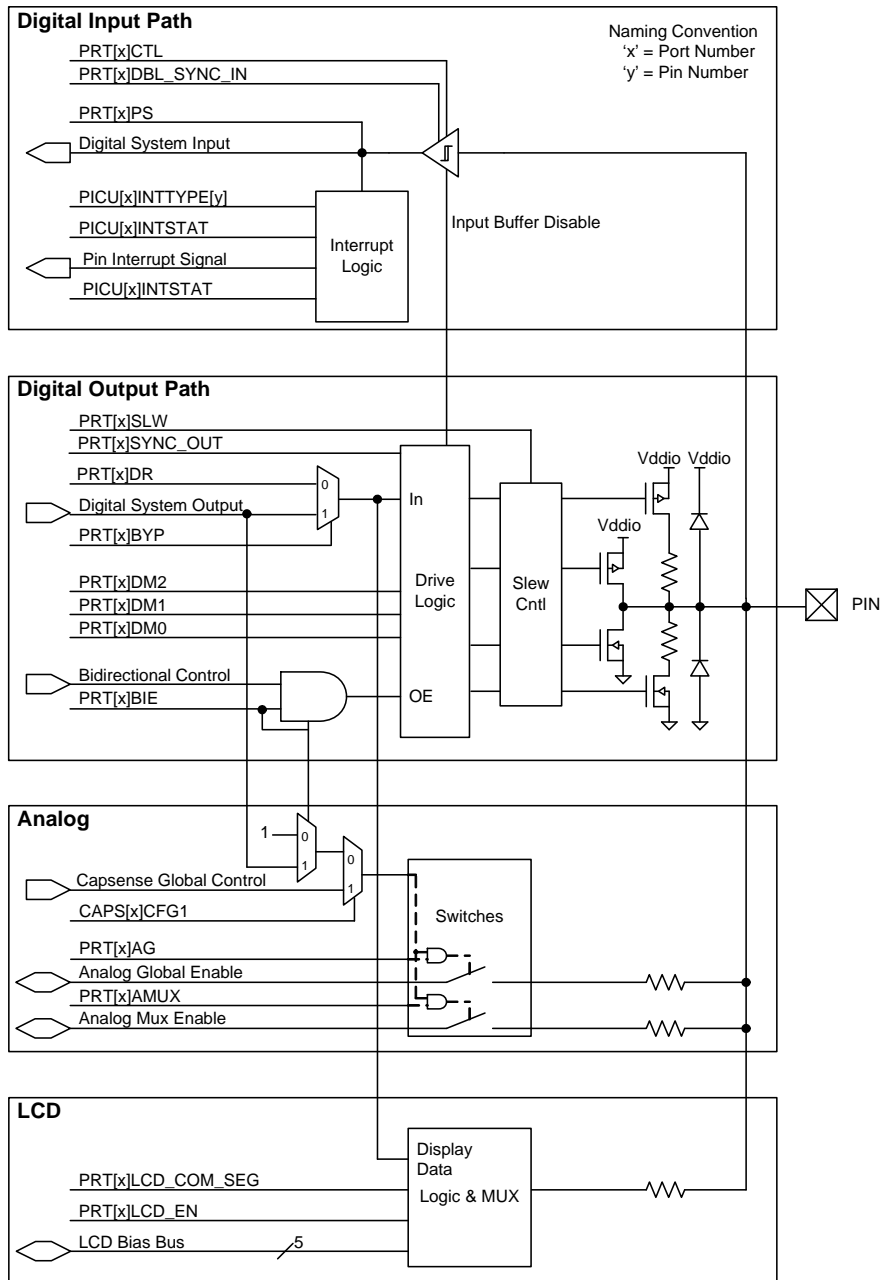 Digital Input Path
Naming Convention
'x' = Port Number
'y' = Pin Number
PRT[x]CTL
PRT[x]DBL_SYNC_IN
PRT[x]PS
Digital System Input
PICU[x]INTTYPE[y]
PICU[x]INTSTAT
Pin Interrupt Signal
PICU[x]INTSTAT
Interrupt
Logic
Input Buffer Disable
Digital Output Path
PRT[x]SLW
PRT[x]SYNC_OUT
PRT[x]DR
Digital System Output
PRT[x]BYP
0
1
PRT[x]DM2
PRT[x]DM1
PRT[x]DM0
Bidirectional Control
PRT[x]BIE
In
Drive
Logic
OE
Slew
Cntl
Vddio
Vddio
Vddio
PIN
Analog
1
0
1
0
1
Capsense Global Control
CAPS[x]CFG1
Switches
PRT[x]AG
Analog Global Enable
PRT[x]AMUX
Analog Mux Enable
LCD
Display
Data
Logic & MUX
PRT[x]LCD_COM_SEG
PRT[x]LCD_EN
LCD Bias Bus
5